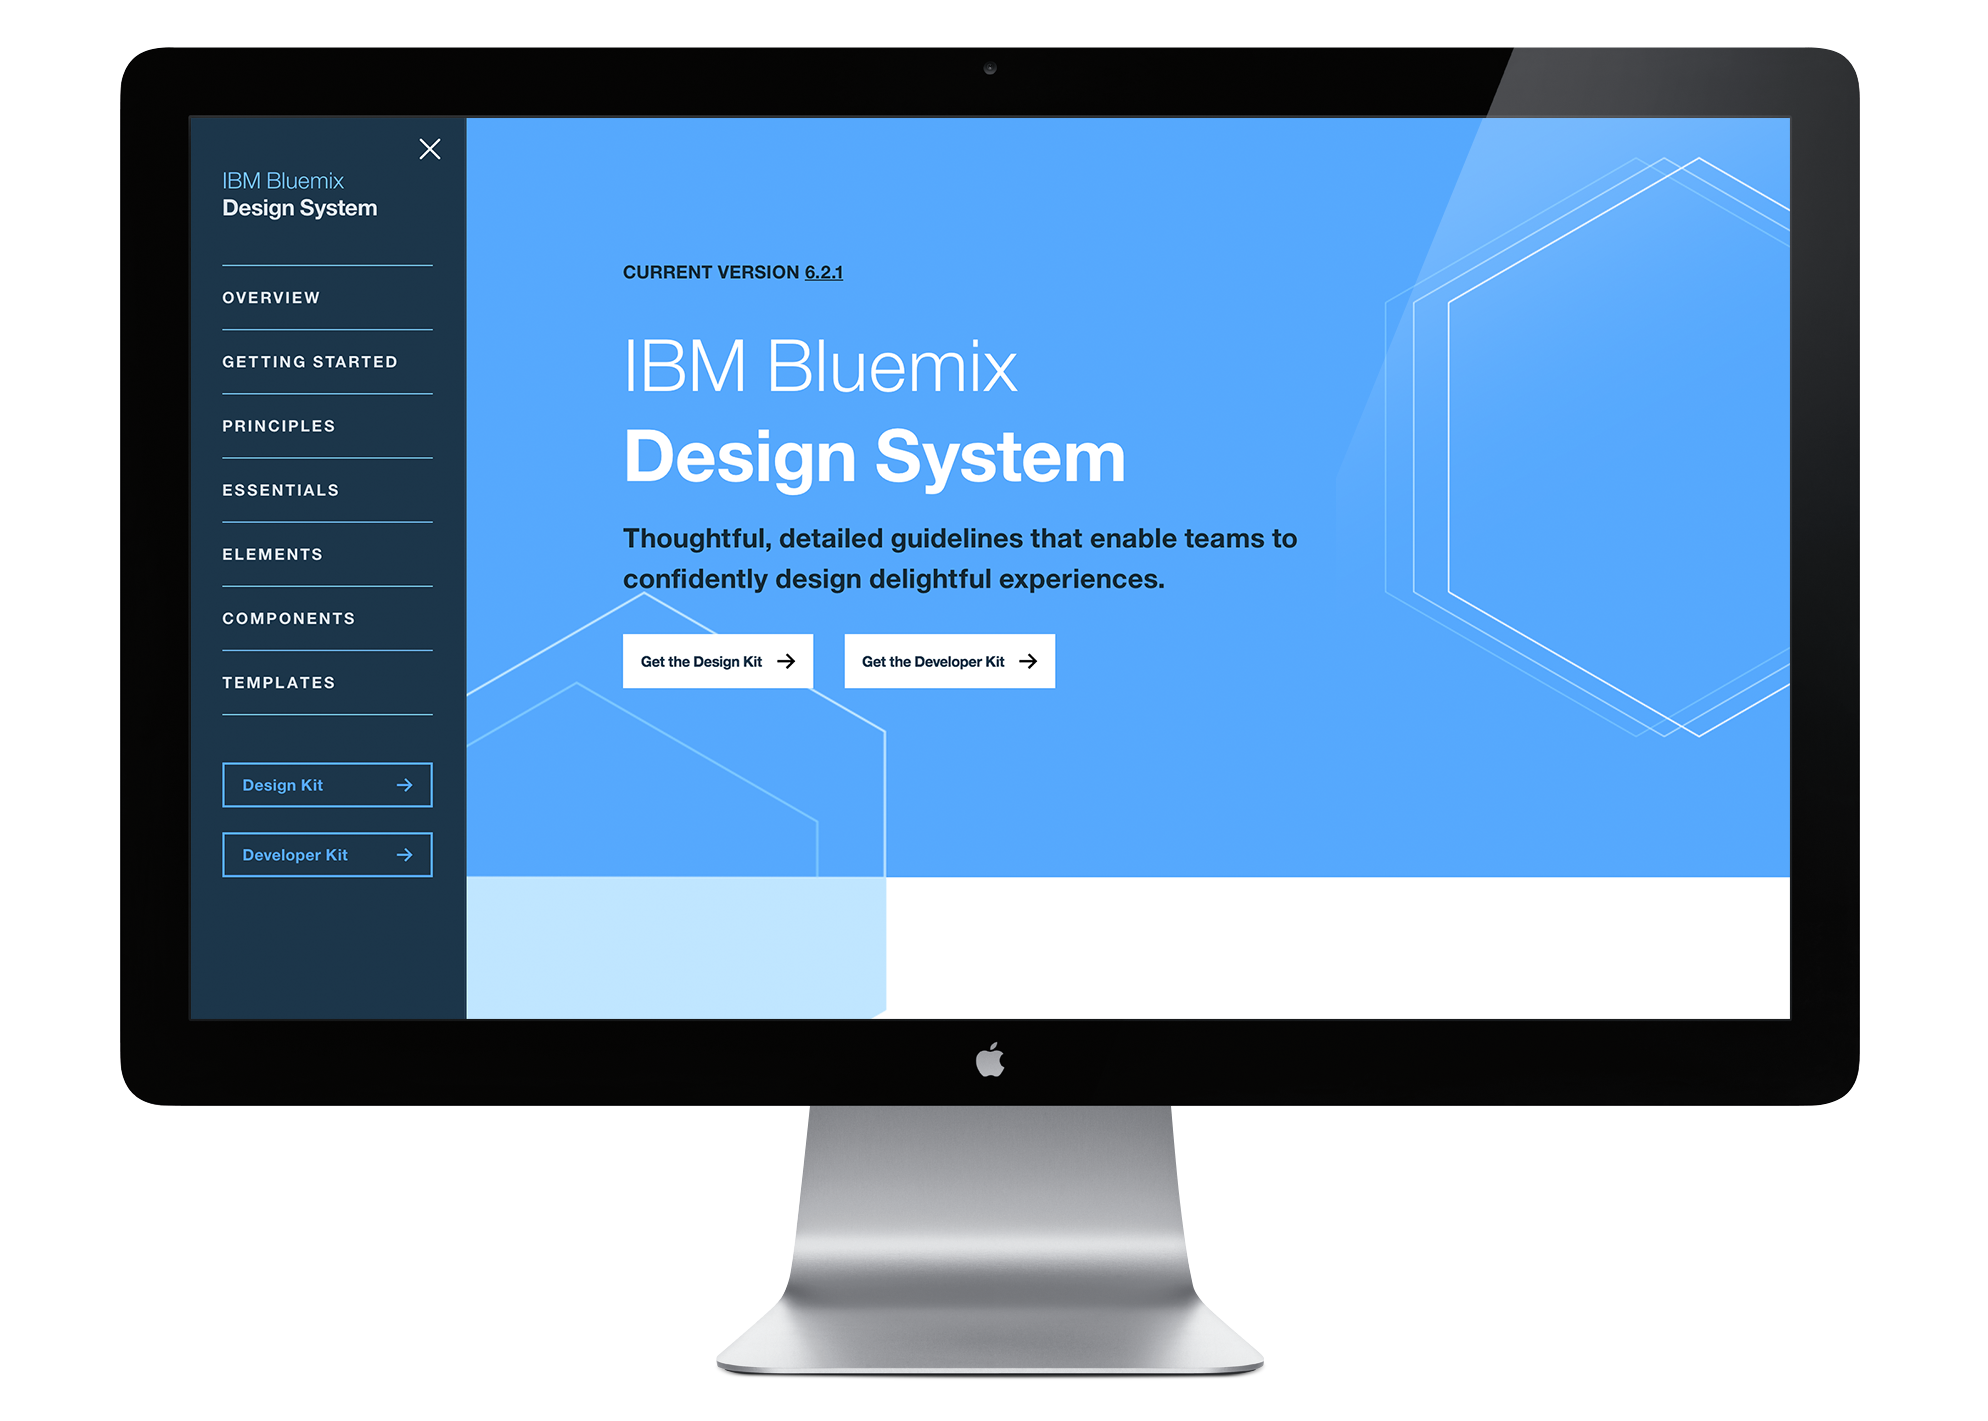 IBM Bluemix
Design System
OVERVIEW
GETTING STARTED
PRINCIPLES
ESSENTIALS
ELEMENTS
COMPONENTS
TEMPLATES
Design Kit
Developer Kit
CURRENT VERSION 6.2.1
IBM Bluemix
Design System
Thoughtful, detailed guidelines that enable teams to
confidently design delightful experiences.
Get the Design Kit
Get the Developer Kit